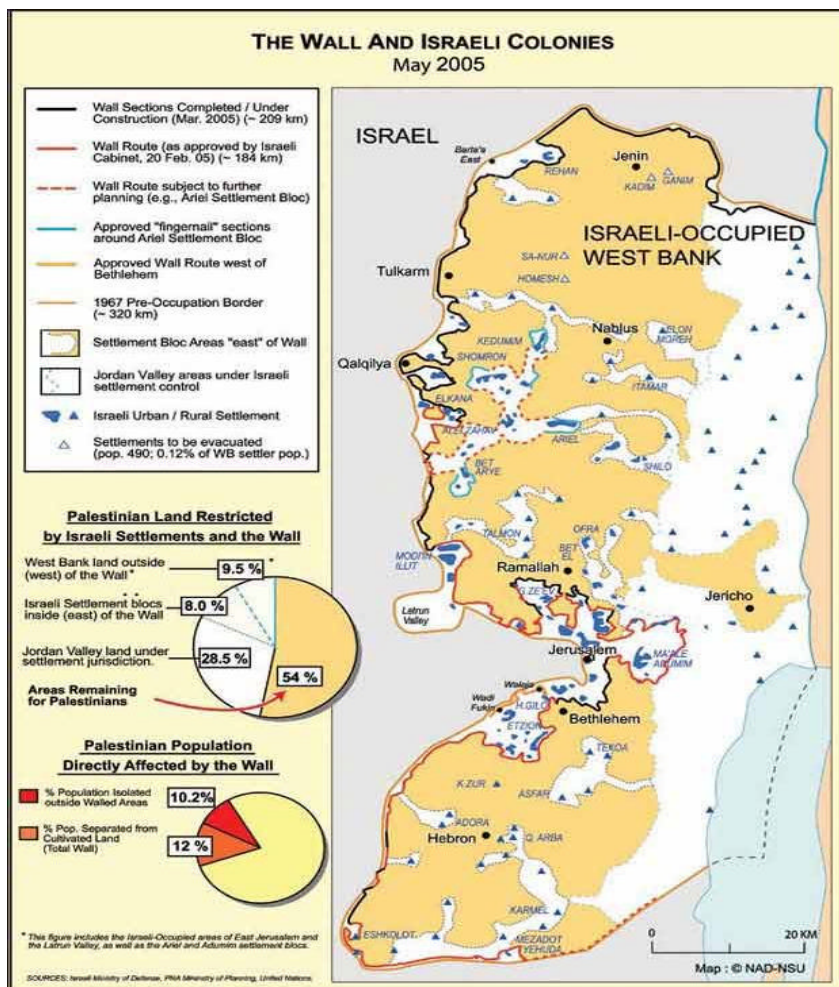 THE WALL AND ISRAELI COLONIES
May 2005
Wall Sections Completed / Under
Construction (Mar. 2005) (~ 209 km)
Wall Route (as approved by Israeli
Cabinet, 20 Feb. 05) (~ 184 km)
Wall Route subject to further
planning (e.g., Ariel Settlement Bloc)
Approved "fingernail" sections
around Ariel Settlement Bloc
Approved Wall Route west of
Bethlehem
1967 Pre-Occupation Border
(~ 320 km)
Settlement Bloc Areas "east" of Wall
Jordan Valley areas under Israeli
settlement control
Israeli Urban / Rural Settlement
Settlements to be evacuated
(pop. 490; 0.12% of WB settler pop.)
Palestinian Land Restricted
by Israeli Settlements and the Wall
West Bank land outside
(west) of the Wall *
9.5 % *
Israeli Settlement blocs
inside (east) of the Wall
8.0 %
Jordan Valley land under
settlement jurisdiction.
28.5 %
54 %
Areas Remaining
for Palestinians
Palestinian Population
Directly Affected by the Wall
% Population Isolated
outside Walled Areas
10.2%
% Pop. Separated from
Cultivated Land
(Total Wall)
12 %
* This figure includes the Israeli-Occupied areas of East Jerusalem and
the Latrun Valley, as well as the Ariel and Adumim settlement blocs.
SOURCES: Israeli Ministry of Defense, PNA Ministry of Planning, United Nations.
ISRAEL
Barta'a
East
REHAN
Jenin
KADIM
GANIM
ISRAELI-OCCUPIED
WEST BANK
SA-NUR
HOMESH
Tulkarm
KEDUMIM
Nablus
ELON
MOREH
SHOMRON
Qalqilya
ITAMAR
ELKANA
ALEI ZAHAV
ARIEL
SHILO
BET
ARYE
TALMON
OFRA
BET
EL
MODI'IN
ILLIT
Ramallah
G.ZE'EV
Jericho
Latrun
Valley
Jerusalem
MA'ALE
ADUMIM
Walaja
Wadi
Fukin
H.GILO
ETZION
Bethlehem
TEKOA
K.ZUR
ASFAR
ADORA
Hebron
Q. ARBA
KARMEL
ESHKOLOT
MEZADOT
YEHUDA
0
20 KM
Map : © NAD-NSU